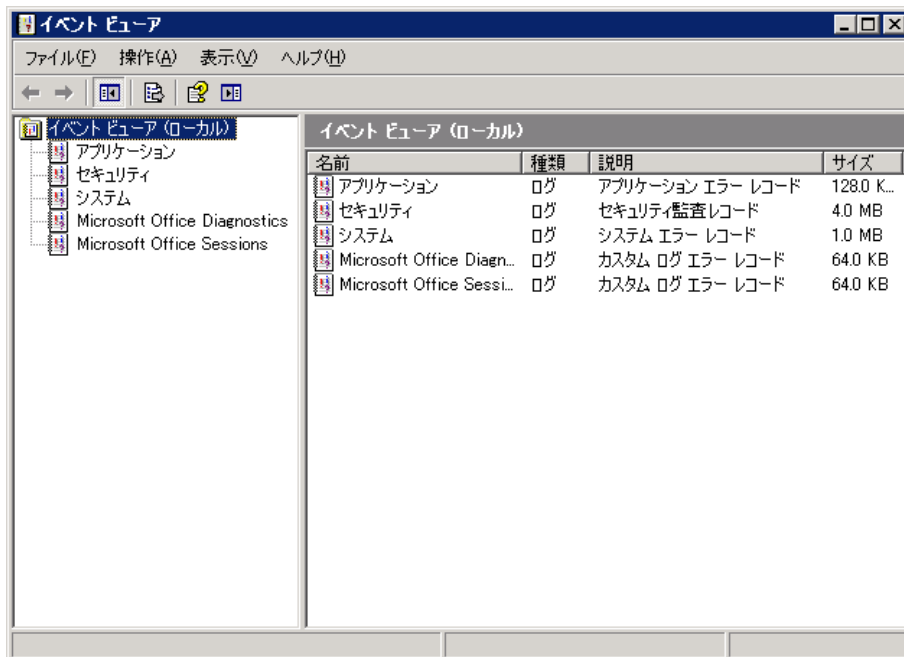 イベント ビューア
ファイル(F) 操作(A) 表示(V) ヘルプ(H)
イベント ビューア (ローカル)
アプリケーション
セキュリティ
システム
Microsoft Office Diagnostics
Microsoft Office Sessions
イベント ビューア (ローカル)
名前 種類 説明 サイズ
アプリケーション ログ アプリケーション エラー レコード 128.0 K...
セキュリティ ログ セキュリティ監査レコード 4.0 MB
システム ログ システム エラー レコード 1.0 MB
Microsoft Office Diagn... ログ カスタム ログ エラー レコード 64.0 KB
Microsoft Office Sessi... ログ カスタム ログ エラー レコード 64.0 KB